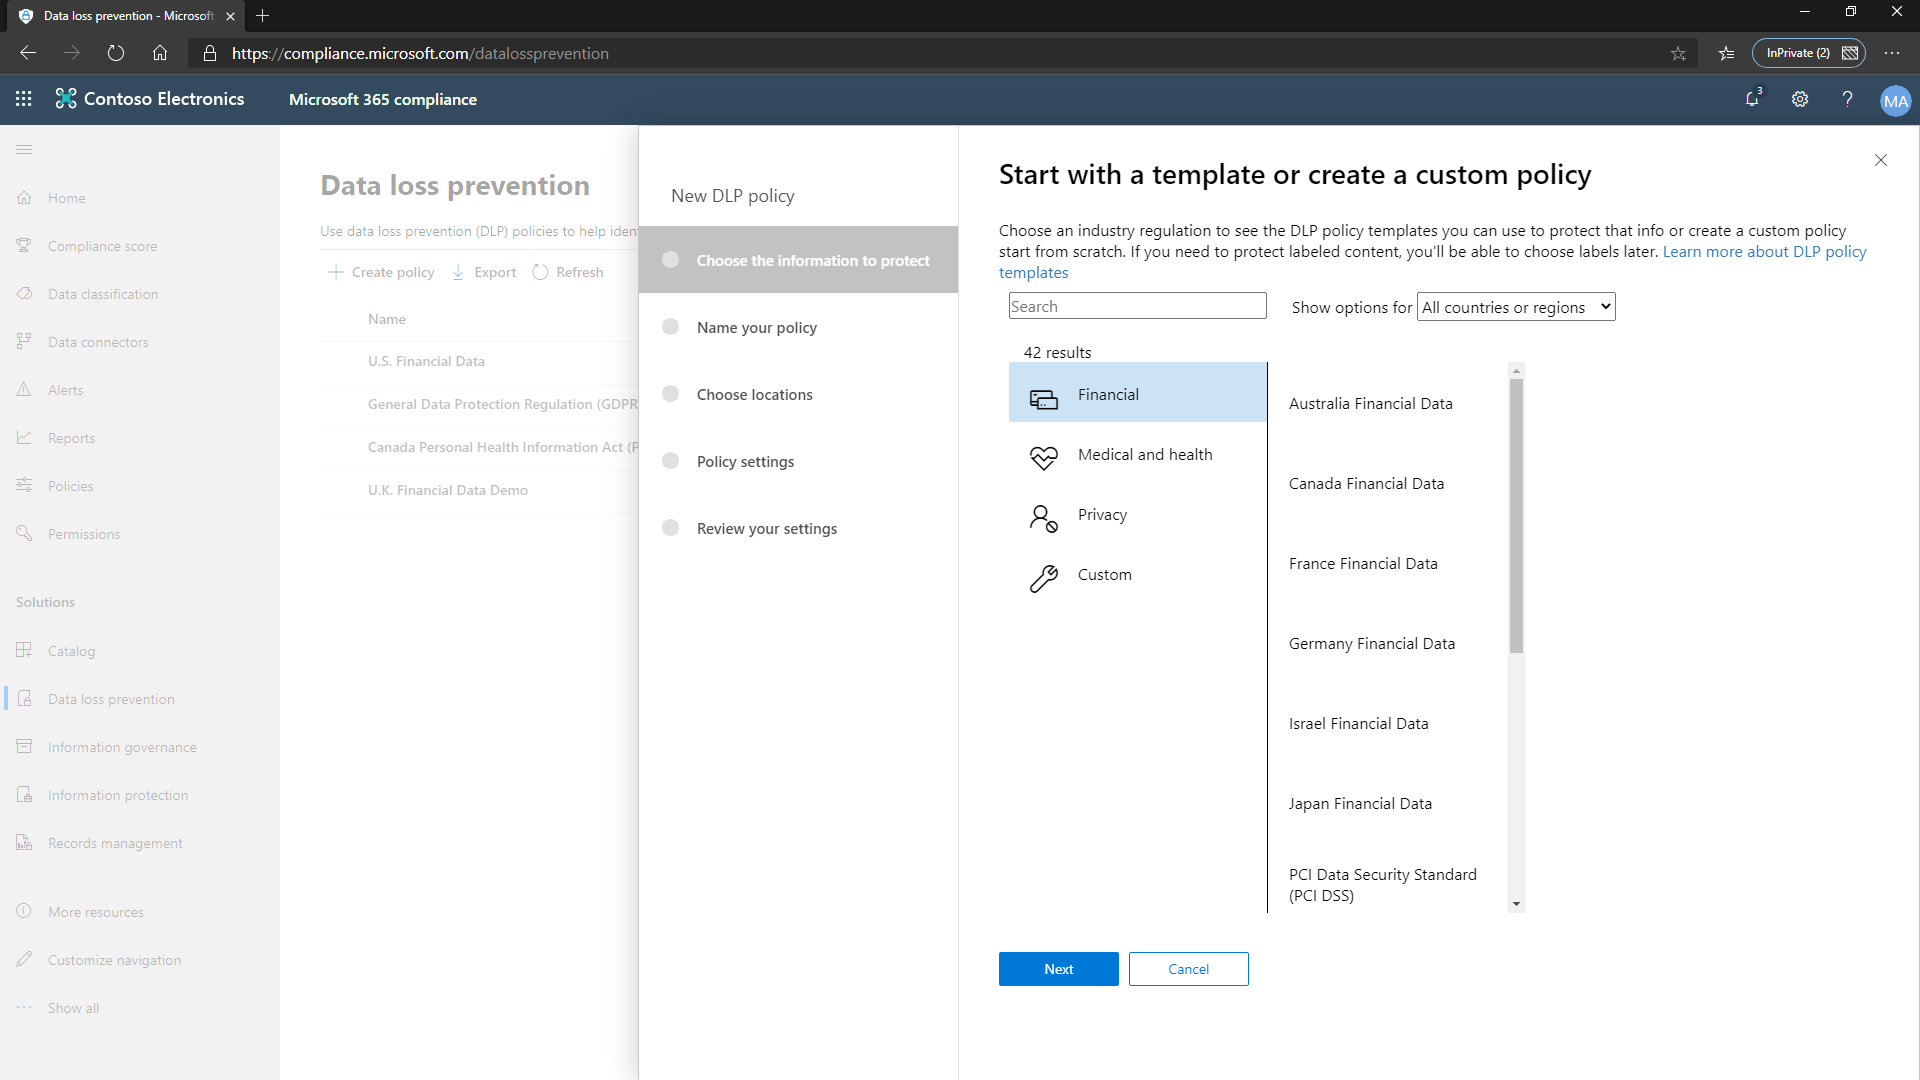 Data loss prevention - Microsoft
https://compliance.microsoft.com/datalossprevention
InPrivate (2)
Contoso Electronics
Microsoft 365 compliance
3
MA
Home
Compliance score
Data classification
Data connectors
Alerts
Reports
Policies
Permissions
Solutions
Catalog
Data loss prevention
Information governance
Information protection
Records management
More resources
Customize navigation
Show all
Data loss prevention
Use data loss prevention (DLP) policies to help iden
Create policy
Export
Refresh
Name
U.S. Financial Data
General Data Protection Regulation (GDPR
Canada Personal Health Information Act (P
U.K. Financial Data Demo
New DLP policy
Choose the information to protect
Name your policy
Choose locations
Policy settings
Review your settings
Start with a template or create a custom policy
Choose an industry regulation to see the DLP policy templates you can use to protect that info or create a custom policy
start from scratch. If you need to protect labeled content, you'll be able to choose labels later. Learn more about DLP policy
templates
Search
Show options for
All countries or regions
42 results
Financial
Medical and health
Privacy
Custom
Australia Financial Data
Canada Financial Data
France Financial Data
Germany Financial Data
Israel Financial Data
Japan Financial Data
PCI Data Security Standard
(PCI DSS)
Next
Cancel